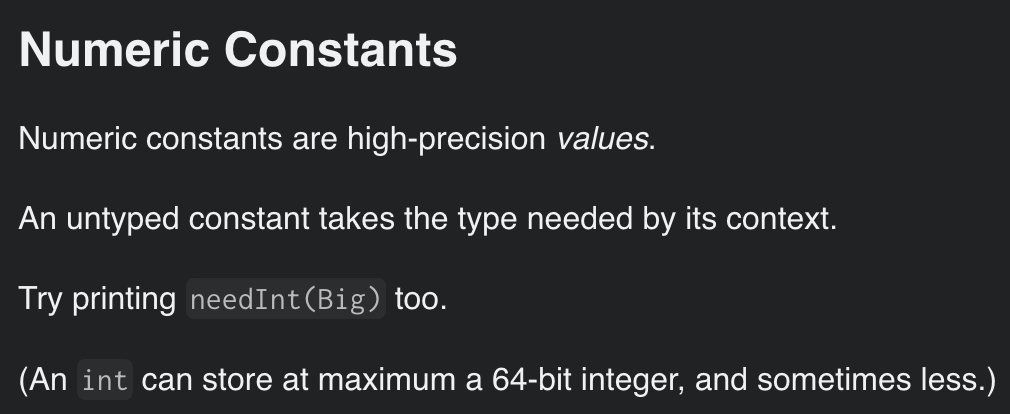 Numeric Constants
Numeric constants are high-precision values.
An untyped constant takes the type needed by its context.
Try printing needInt(Big) too.
(An int can store at maximum a 64-bit integer, and sometimes less.)